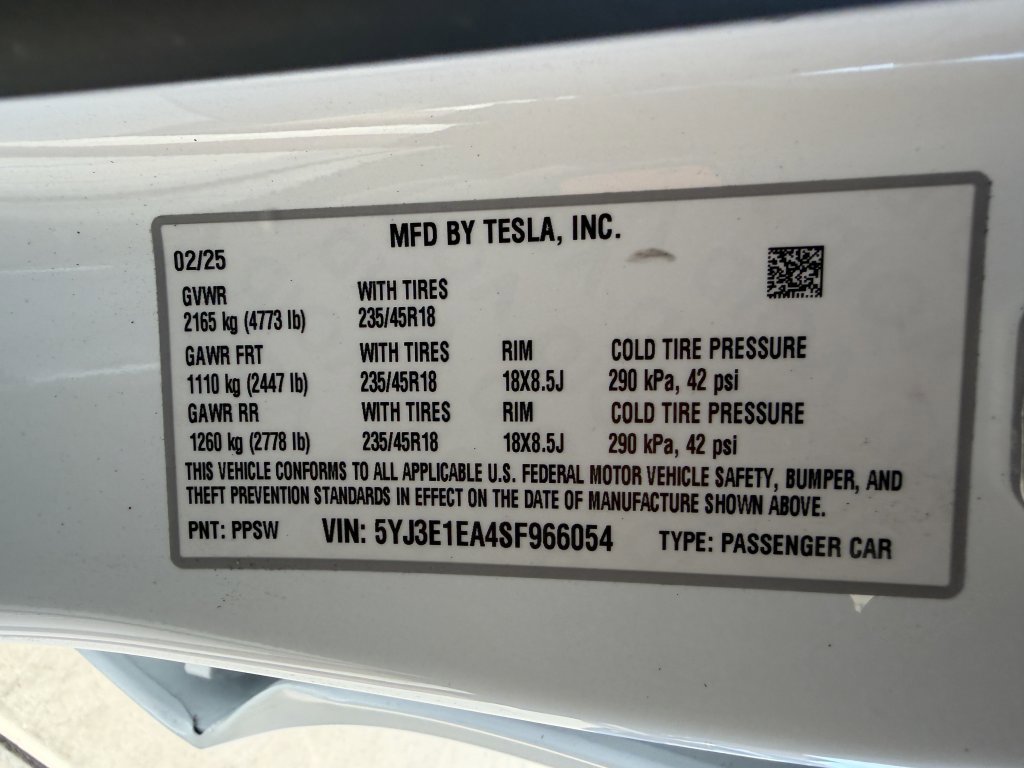 MFD BY TESLA, INC.
02/25
GVWR WITH TIRES
2165 kg (4773 lb) 235/45R18
GAWR FRT WITH TIRES RIM COLD TIRE PRESSURE
1110 kg (2447 lb) 235/45R18 18X8.5J 290 kPa, 42 psi
GAWR RR WITH TIRES RIM COLD TIRE PRESSURE
1260 kg (2778 lb) 235/45R18 18X8.5J 290 kPa, 42 psi
THIS VEHICLE CONFORMS TO ALL APPLICABLE U.S. FEDERAL MOTOR VEHICLE SAFETY, BUMPER, AND
THEFT PREVENTION STANDARDS IN EFFECT ON THE DATE OF MANUFACTURE SHOWN ABOVE.
PNT: PPSW VIN: 5YJ3E1EA4SF966054 TYPE: PASSENGER CAR